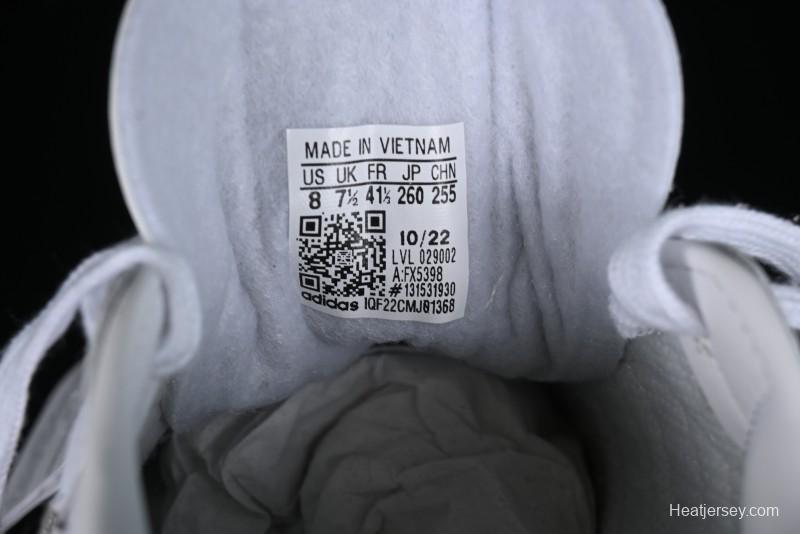 MADE IN VIETNAM
US UK FR JP CHN
8 7½ 41⅓ 260 255
10/22
LVL 029002
A:FX5398
#131531930
adidas IQF22CMJ01368
Heatjersey.com